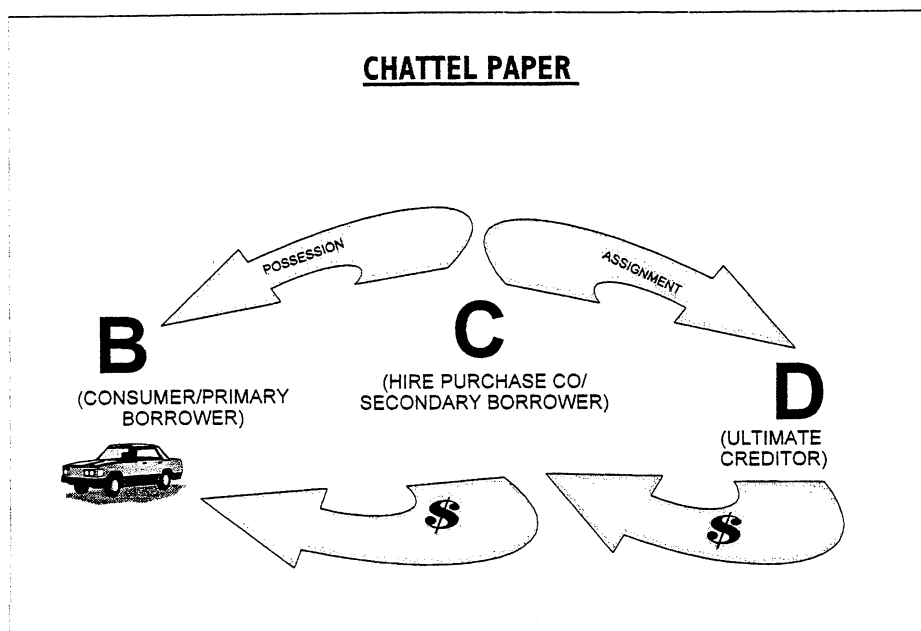 CHATTEL PAPER
POSSESSION
ASSIGNMENT
B
(CONSUMER/PRIMARY
BORROWER)
C
(HIRE PURCHASE CO/
SECONDARY BORROWER)
D
(ULTIMATE
CREDITOR)
$
$